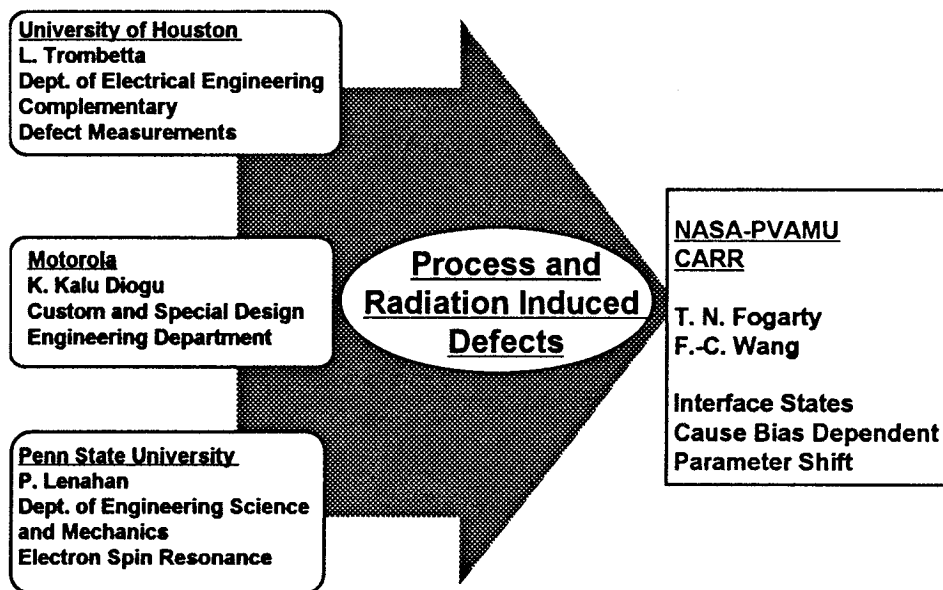 University of Houston
L. Trombetta
Dept. of Electrical Engineering
Complementary
Defect Measurements
Motorola
K. Kalu Diogu
Custom and Special Design
Engineering Department
Penn State University
P. Lenahan
Dept. of Engineering Science
and Mechanics
Electron Spin Resonance
Process and
Radiation Induced
Defects
NASA-PVAMU
CARR
T. N. Fogarty
F.-C. Wang
Interface States
Cause Bias Dependent
Parameter Shift